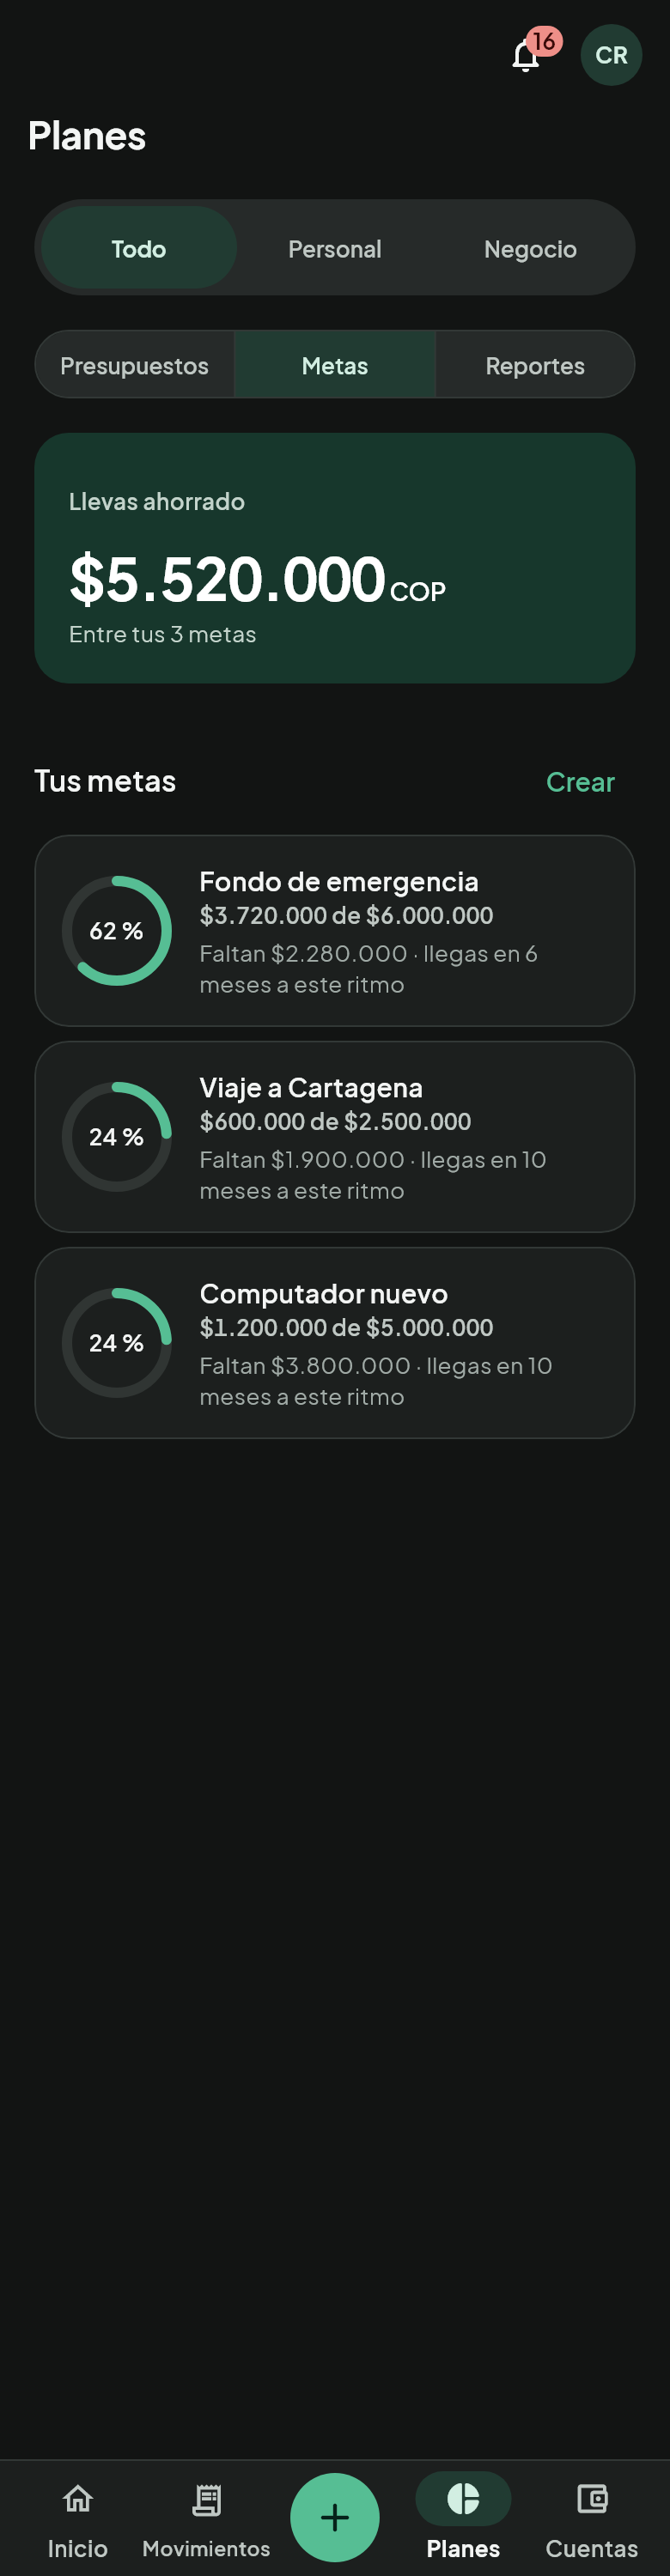 16
CR
Planes
Todo
Personal
Negocio
Presupuestos
Metas
Reportes
Llevas ahorrado
$5.520.000 COP
Entre tus 3 metas
Tus metas
Crear
62 %
Fondo de emergencia
$3.720.000 de $6.000.000
Faltan $2.280.000 · llegas en 6
meses a este ritmo
24 %
Viaje a Cartagena
$600.000 de $2.500.000
Faltan $1.900.000 · llegas en 10
meses a este ritmo
24 %
Computador nuevo
$1.200.000 de $5.000.000
Faltan $3.800.000 · llegas en 10
meses a este ritmo
Inicio
Movimientos
Planes
Cuentas